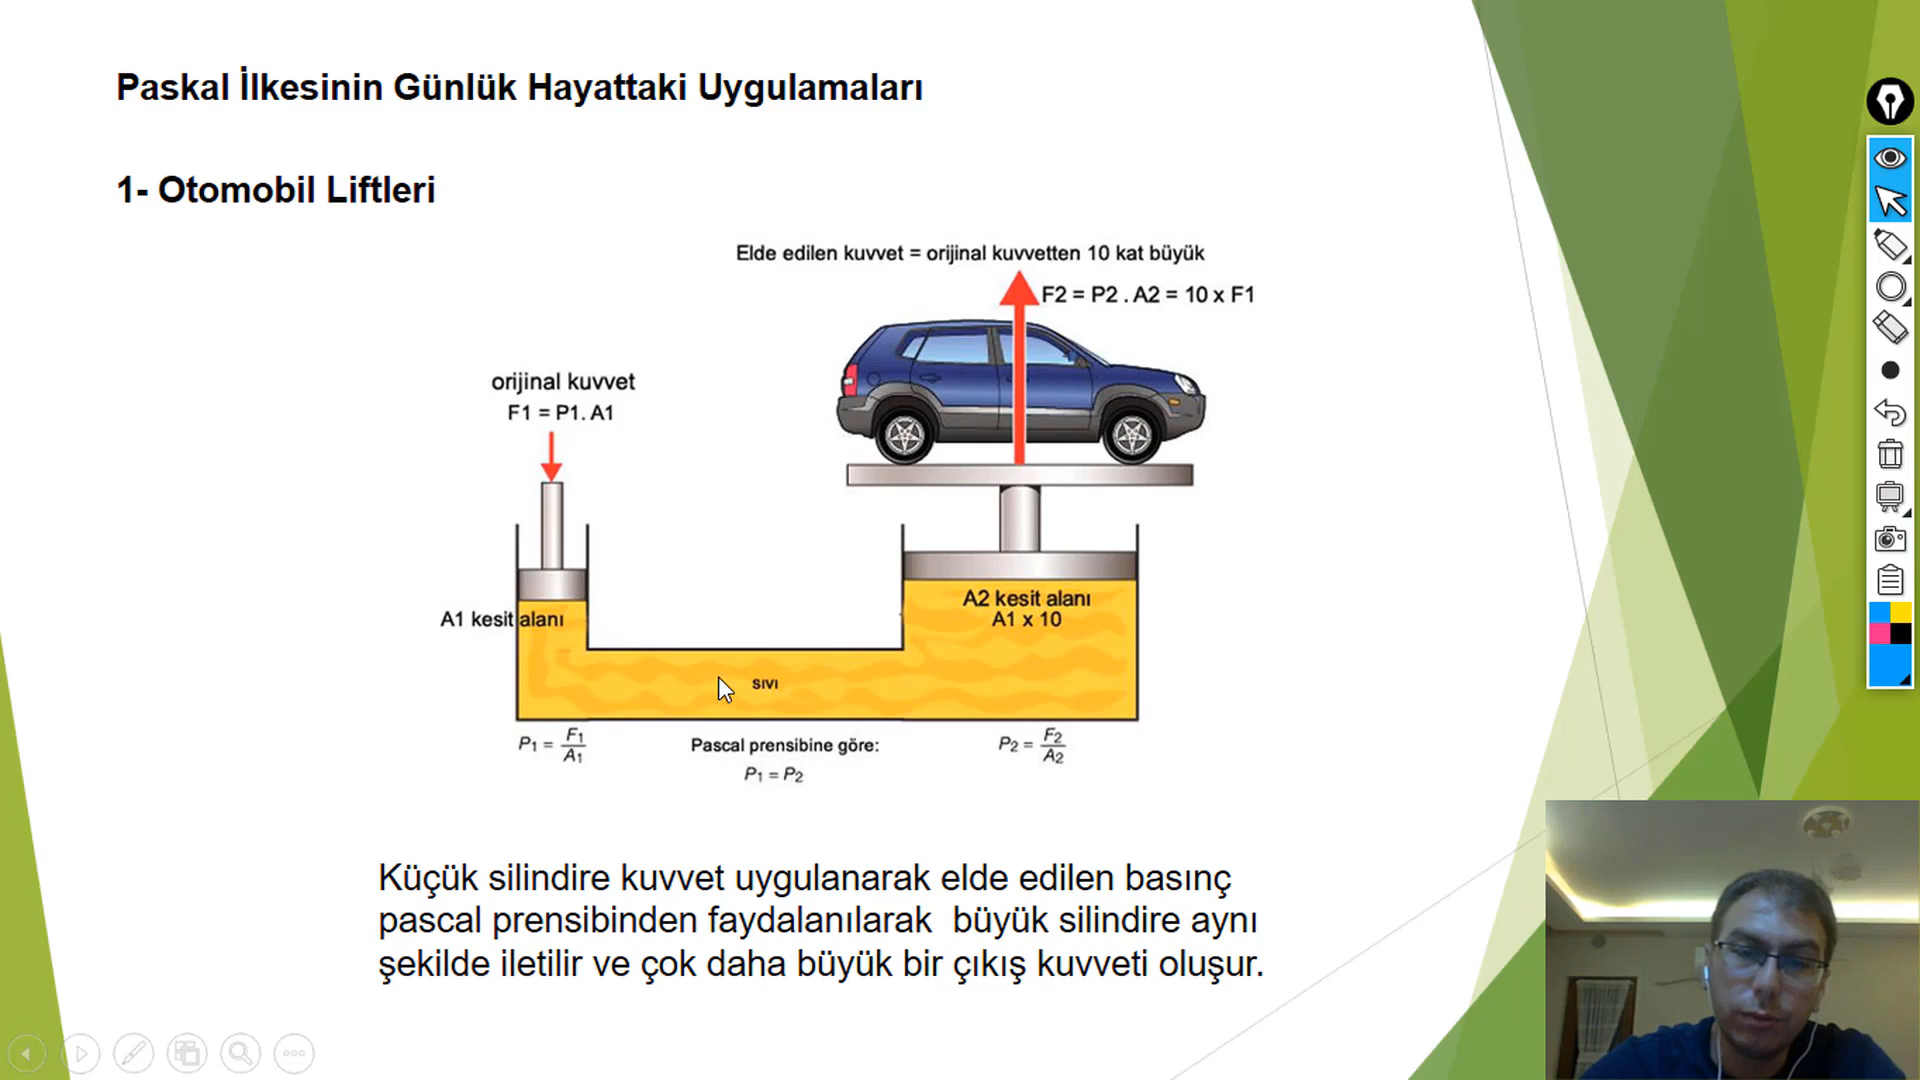 Paskal İlkesinin Günlük Hayattaki Uygulamaları
1- Otomobil Liftleri
Elde edilen kuvvet = orijinal kuvvetten 10 kat büyük
F2 = P2 . A2 = 10 x F1
orijinal kuvvet
F1 = P1. A1
A1 kesit alanı
A2 kesit alanı
A1 x 10
SIVI
P1 = F1/A1
Pascal prensibine göre:
P1 = P2
P2 = F2/A2
Küçük silindire kuvvet uygulanarak elde edilen basınç
pascal prensibinden faydalanılarak  büyük silindire aynı
şekilde iletilir ve çok daha büyük bir çıkış kuvveti oluşur.